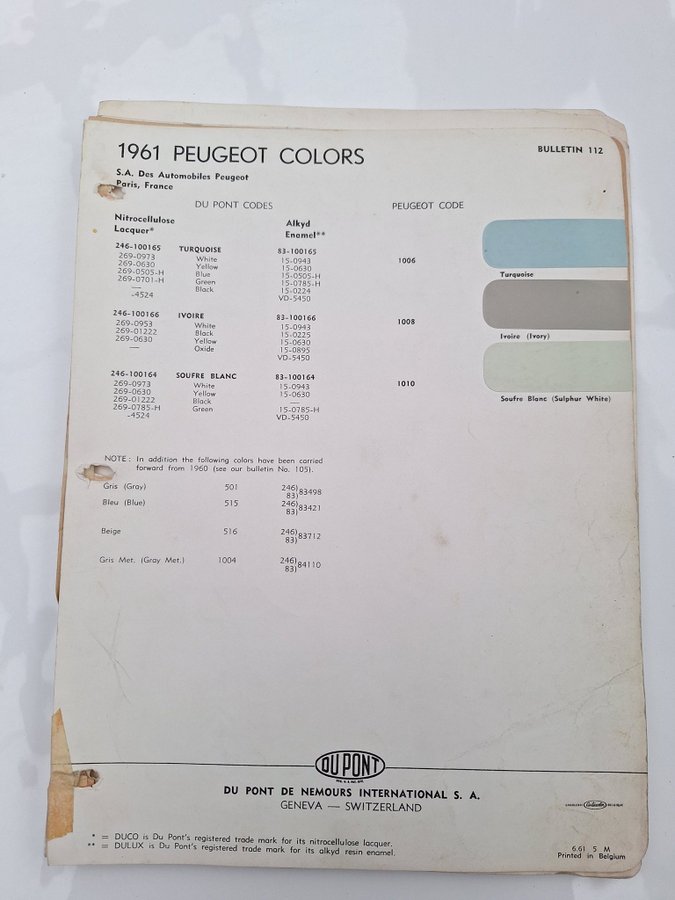 1961 PEUGEOT COLORS
BULLETIN 112
S.A. Des Automobiles Peugeot
Paris, France
DU PONT CODES PEUGEOT CODE
Nitrocellulose Lacquer* Alkyd Enamel**
246-100165 TURQUOISE 83-100165
269-0973 White 15-0943 1006
269-0630 Yellow 15-0630
269-0505-H Blue 15-0505-H
269-0701-H Green 15-0785-H
— Black 15-0224
-4524 VD-5450
Turquoise
246-100166 IVOIRE 83-100166
269-0953 White 15-0943 1008
269-01222 Black 15-0225
269-0630 Yellow 15-0630
— Oxide 15-0895
VD-5450
Ivoire (Ivory)
246-100164 SOUFRE BLANC 83-100164
269-0973 White 15-0943 1010
269-0630 Yellow 15-0630
269-01222 Black —
269-0785-H Green 15-0785-H
-4524 VD-5450
Soufre Blanc (Sulphur White)
NOTE: In addition the following colors have been carried
forward from 1960 (see our bulletin No. 105).
Gris (Gray) 501 246) 83) 83498
Bleu (Blue) 515 246) 83) 83421
Beige 516 246) 83) 83712
Gris Met. (Gray Met.) 1004 246) 83) 84110
DU PONT
DU PONT DE NEMOURS INTERNATIONAL S. A.
GENEVA — SWITZERLAND
* = DUCO is Du Pont's registered trade mark for its nitrocellulose lacquer.
** = DULUX is Du Pont's registered trade mark for its alkyd resin enamel.
6.61 5 M
Printed in Belgium